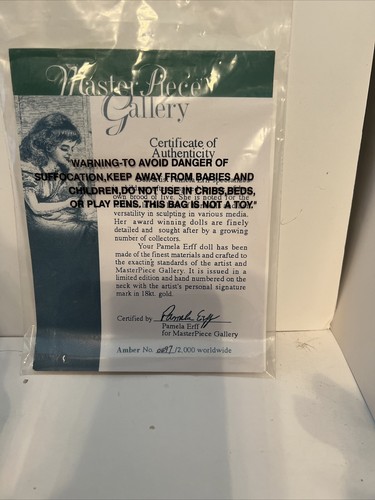 MasterPiece
Gallery
Certificate of
Authenticity
"WARNING-TO AVOID DANGER OF
SUFFOCATION,KEEP AWAY FROM BABIES AND
CHILDREN,DO NOT USE IN CRIBS,BEDS,
OR PLAY PENS. THIS BAG IS NOT A TOY."
Pamela Erff
own brood of five. She is noted for the
versatility in sculpting in various media.
Her award winning dolls are finely
detailed and sought after by a growing
number of collectors.
Your Pamela Erff doll has been
made of the finest materials and crafted to
the exacting standards of the artist and
MasterPiece Gallery. It is issued in a
limited edition and hand numbered on the
neck with the artist's personal signature
mark in 18kt. gold.
Certified by Pamela Erff
Pamela Erff
for MasterPiece Gallery
Amber No. 0897/2,000 worldwide